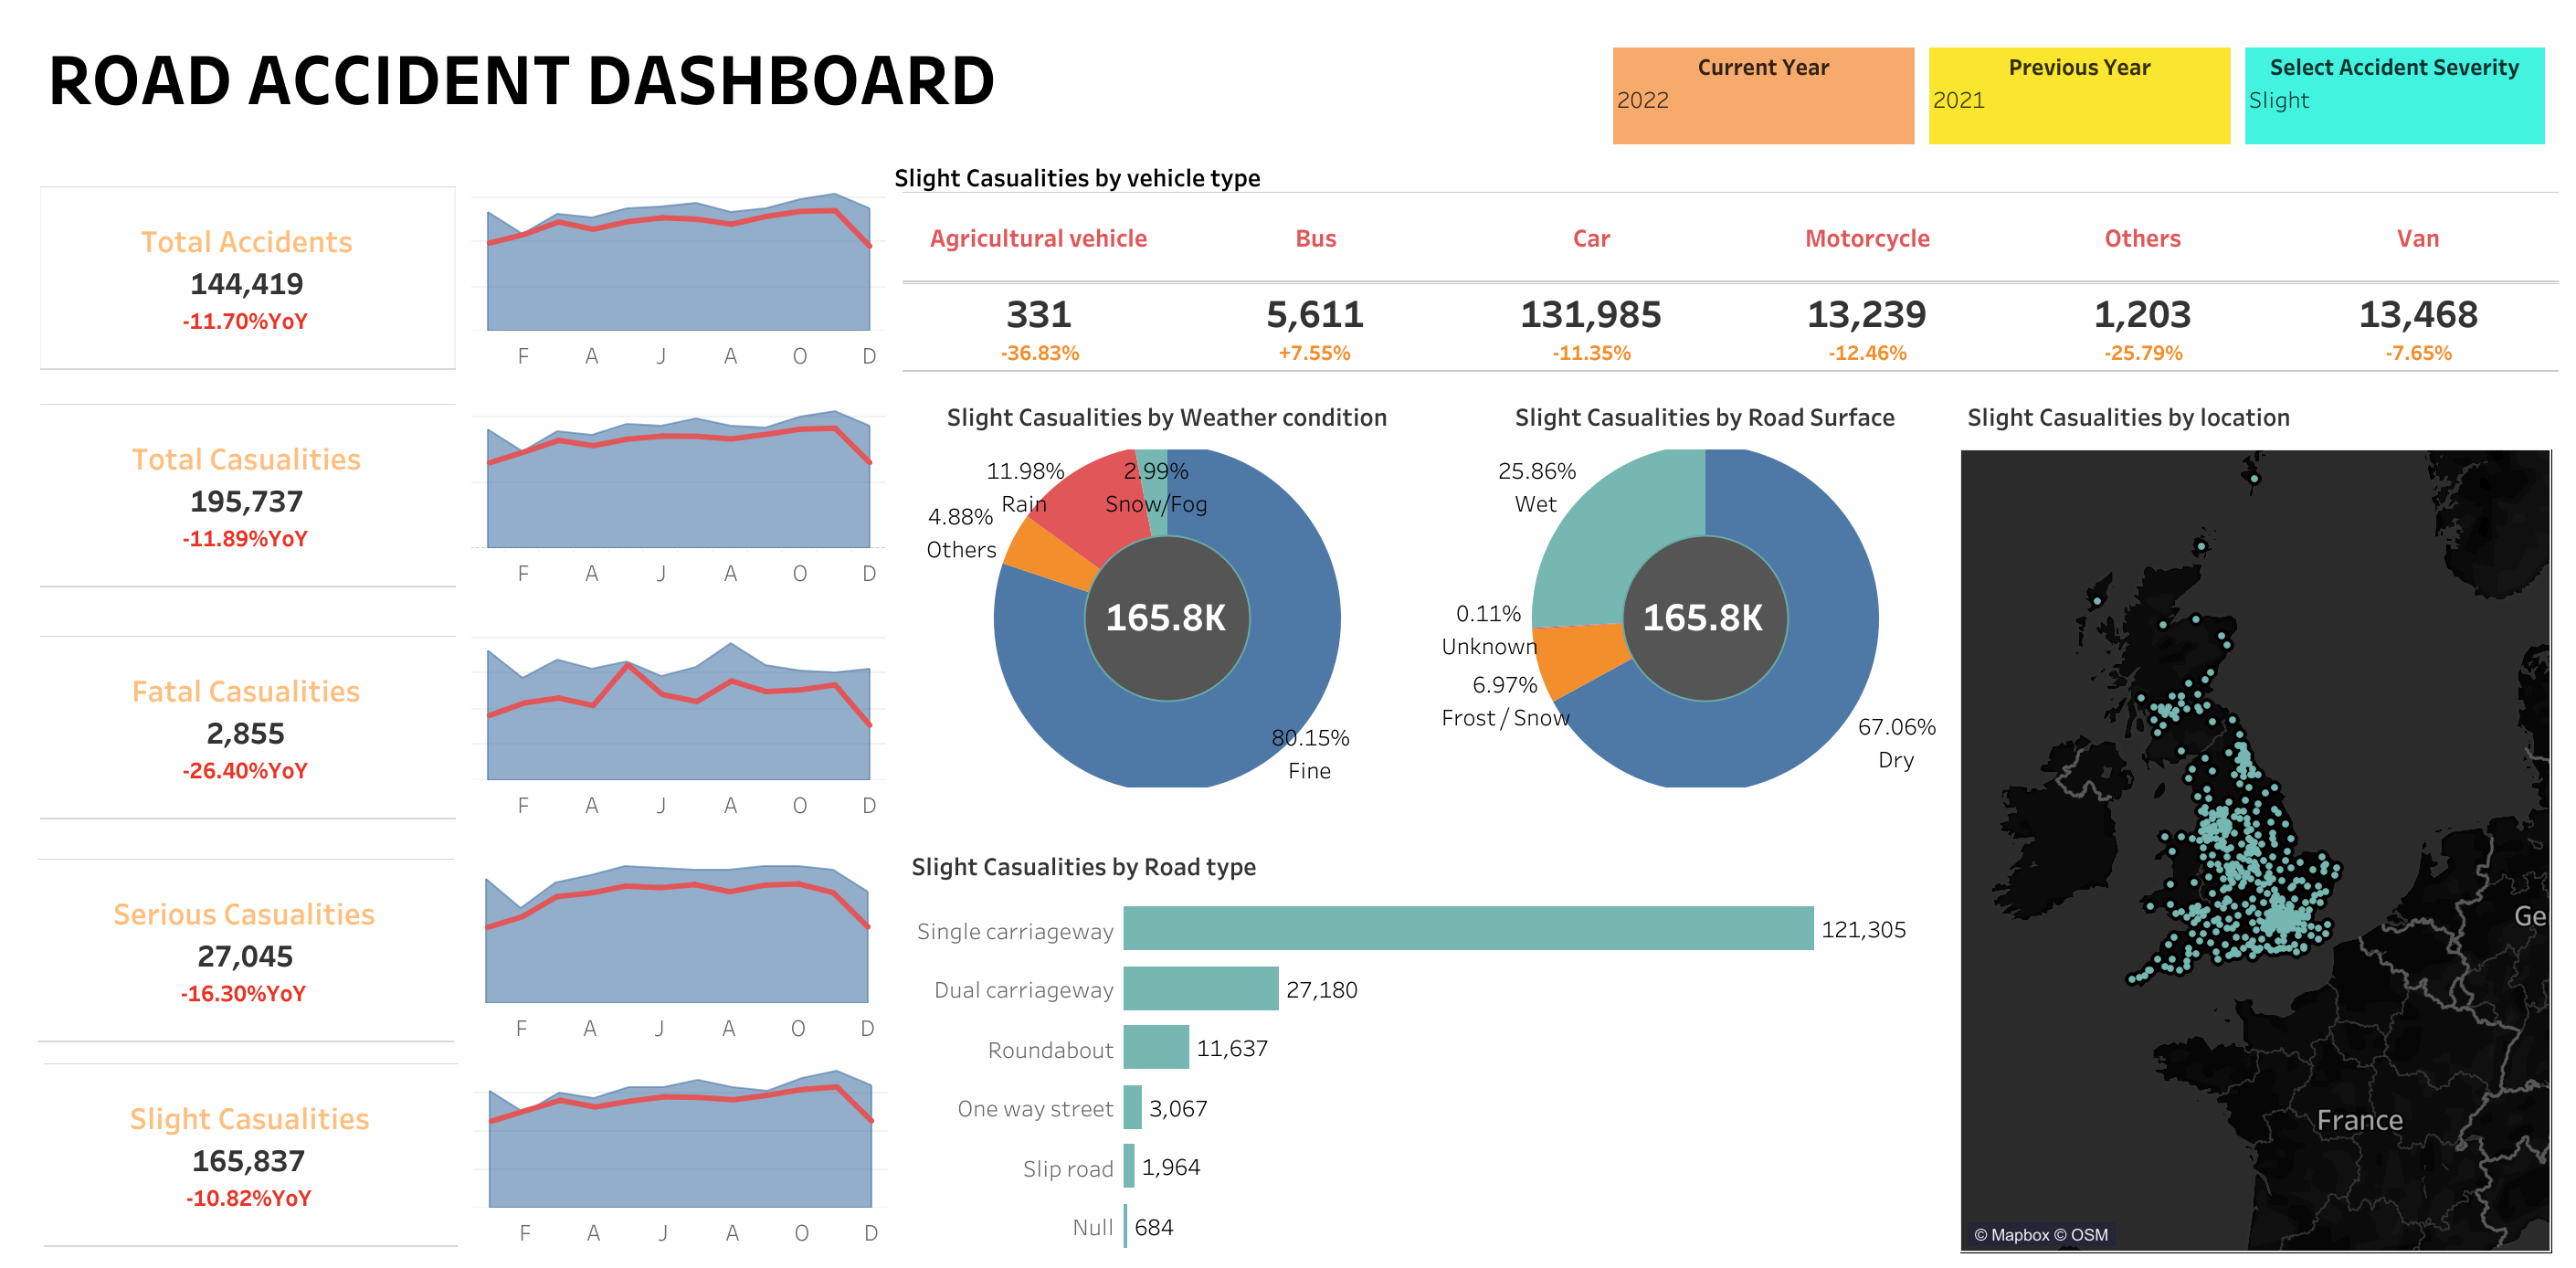 ROAD ACCIDENT DASHBOARD
Current Year
2022
Previous Year
2021
Select Accident Severity
Slight
Total Accidents
144,419
-11.70%YoY
F A J A O D
Total Casualities
195,737
-11.89%YoY
F A J A O D
Fatal Casualities
2,855
-26.40%YoY
F A J A O D
Serious Casualities
27,045
-16.30%YoY
F A J A O D
Slight Casualities
165,837
-10.82%YoY
F A J A O D
Slight Casualities by vehicle type
Agricultural vehicle Bus Car Motorcycle Others Van
331 5,611 131,985 13,239 1,203 13,468
-36.83% +7.55% -11.35% -12.46% -25.79% -7.65%
Slight Casualities by Weather condition
11.98%
Rain
2.99%
Snow/Fog
4.88%
Others
165.8K
80.15%
Fine
Slight Casualities by Road Surface
25.86%
Wet
0.11%
Unknown
165.8K
6.97%
Frost / Snow
67.06%
Dry
Slight Casualities by Road type
Single carriageway 121,305
Dual carriageway 27,180
Roundabout 11,637
One way street 3,067
Slip road 1,964
Null 684
Slight Casualities by location
Ge
France
© Mapbox © OSM